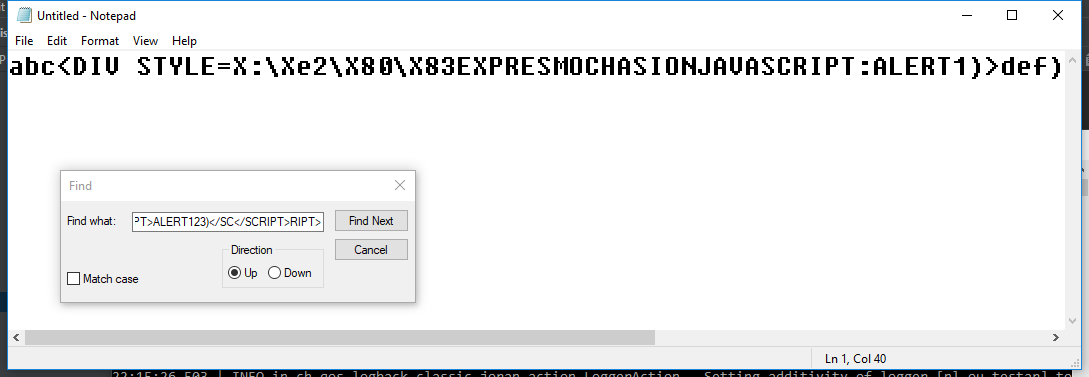 Untitled - Notepad
File Edit Format View Help
abc<DIV STYLE=X:\Xe2\X80\X83EXPRESMOCHASIONJAVASCRIPT:ALERT1)>def)
Find
Find what: PT>ALERT123)</SC</SCRIPT>RIPT> Find Next
Direction Cancel
Match case Up Down
Ln 1, Col 40
22:15:26,503 | INFO in ch.qos.logback.classic.joran.action.LoggerAction - Setting additivity of logger [nl.ou.testar] to